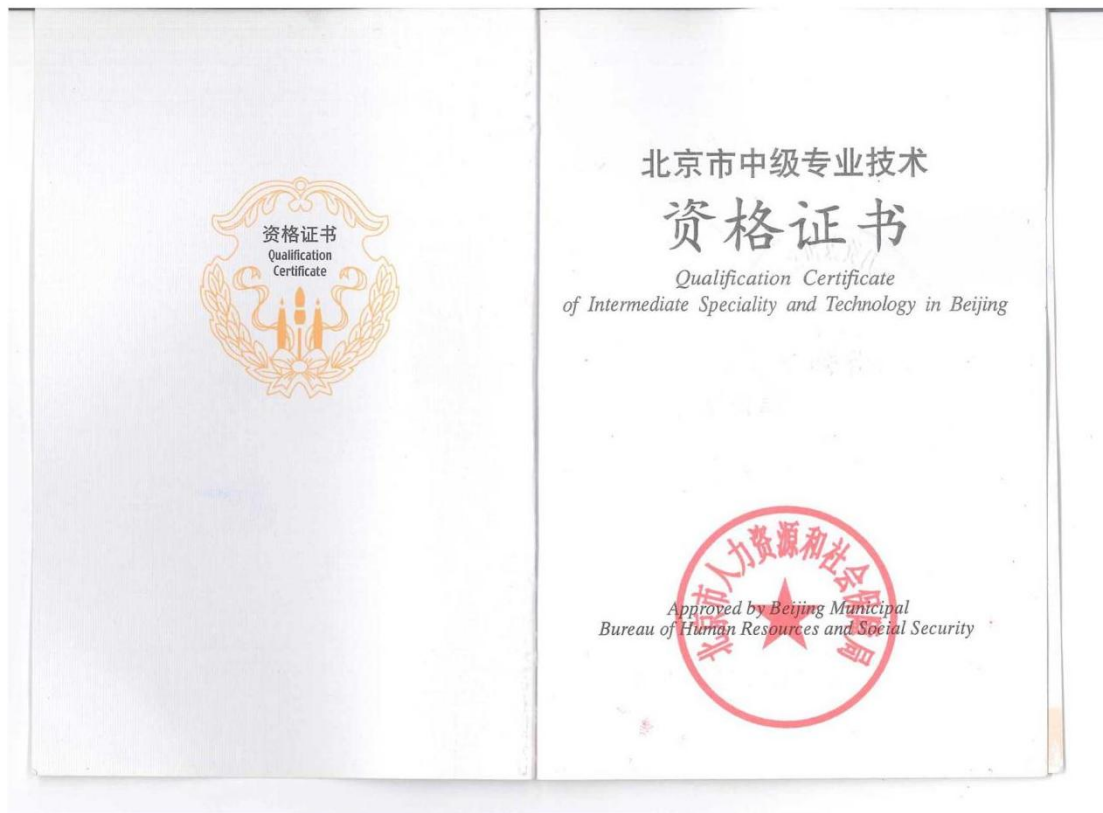 资格证书
Qualification
Certificate
北京市中级专业技术
资格证书
Qualification Certificate
of Intermediate Speciality and Technology in Beijing
北京市人力资源和社会保障局
Approved by Beijing Municipal
Bureau of Human Resources and Social Security